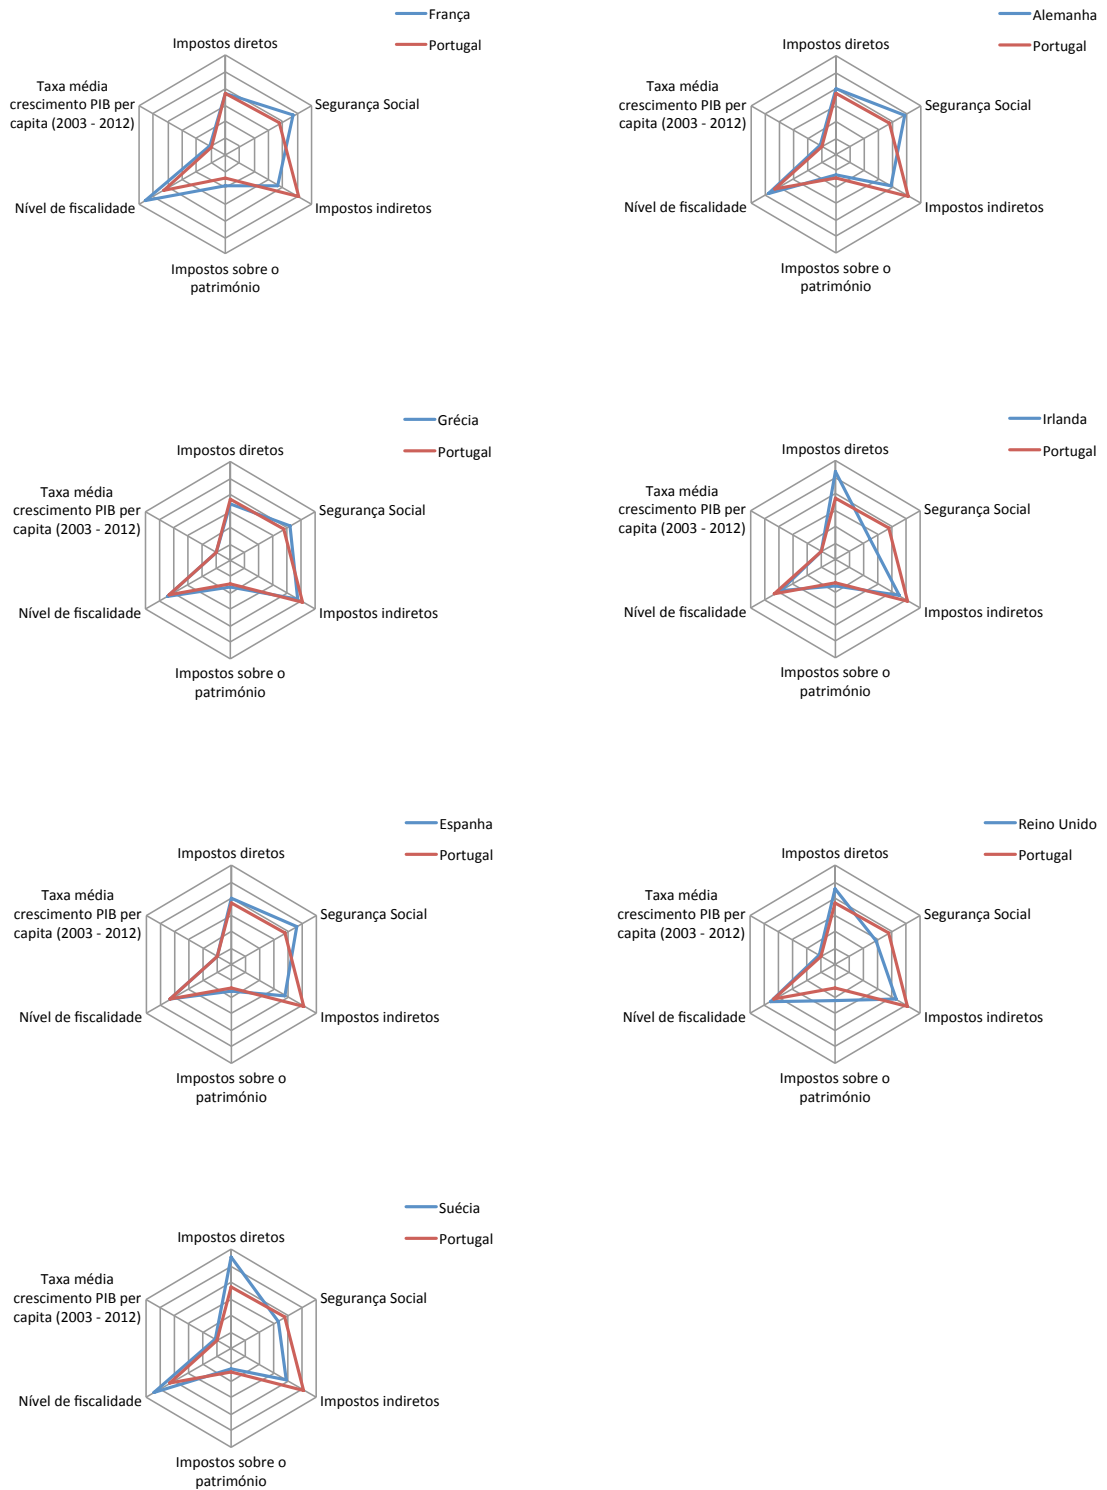 França
Portugal
Impostos diretos
Segurança Social
Impostos indiretos
Impostos sobre o
património
Nível de fiscalidade
Taxa média
crescimento PIB per
capita (2003 - 2012)
Alemanha
Portugal
Impostos diretos
Segurança Social
Impostos indiretos
Impostos sobre o
património
Nível de fiscalidade
Taxa média
crescimento PIB per
capita (2003 - 2012)
Grécia
Portugal
Impostos diretos
Segurança Social
Impostos indiretos
Impostos sobre o
património
Nível de fiscalidade
Taxa média
crescimento PIB per
capita (2003 - 2012)
Irlanda
Portugal
Impostos diretos
Segurança Social
Impostos indiretos
Impostos sobre o
património
Nível de fiscalidade
Taxa média
crescimento PIB per
capita (2003 - 2012)
Espanha
Portugal
Impostos diretos
Segurança Social
Impostos indiretos
Impostos sobre o
património
Nível de fiscalidade
Taxa média
crescimento PIB per
capita (2003 - 2012)
Reino Unido
Portugal
Impostos diretos
Segurança Social
Impostos indiretos
Impostos sobre o
património
Nível de fiscalidade
Taxa média
crescimento PIB per
capita (2003 - 2012)
Suécia
Portugal
Impostos diretos
Segurança Social
Impostos indiretos
Impostos sobre o
património
Nível de fiscalidade
Taxa média
crescimento PIB per
capita (2003 - 2012)